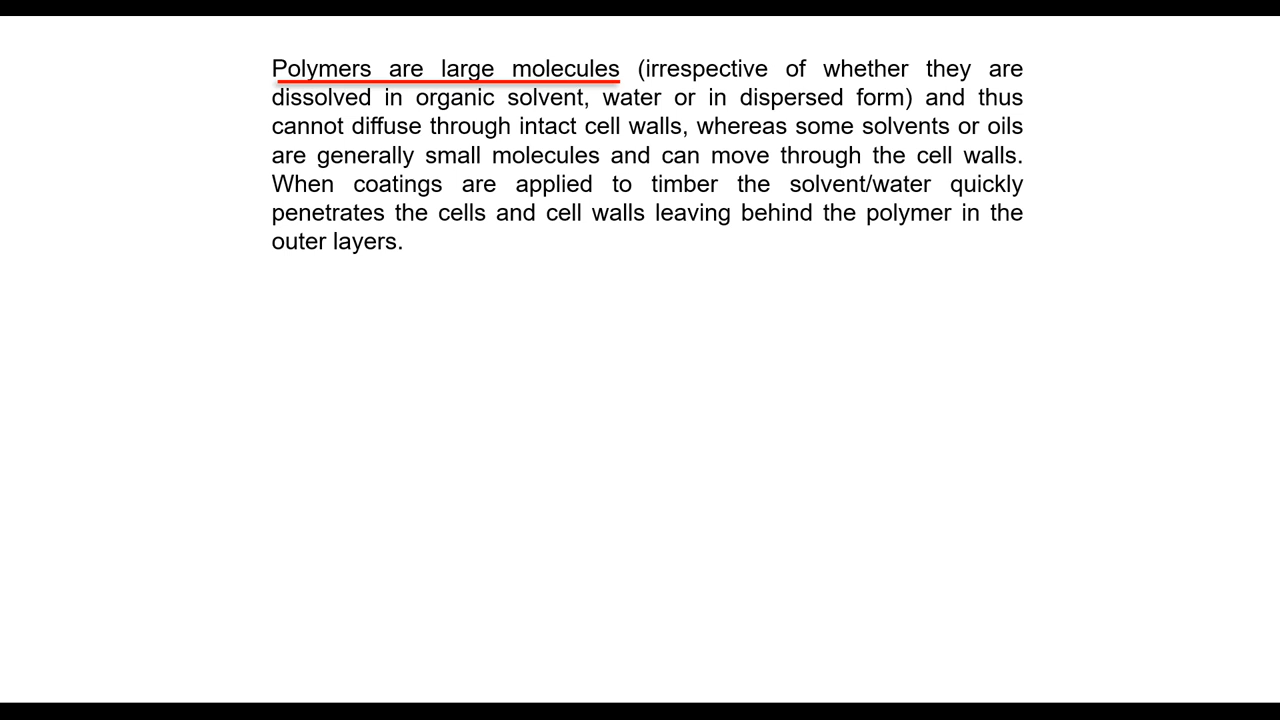 Polymers are large molecules (irrespective of whether they are
dissolved in organic solvent, water or in dispersed form) and thus
cannot diffuse through intact cell walls, whereas some solvents or oils
are generally small molecules and can move through the cell walls.
When coatings are applied to timber the solvent/water quickly
penetrates the cells and cell walls leaving behind the polymer in the
outer layers.